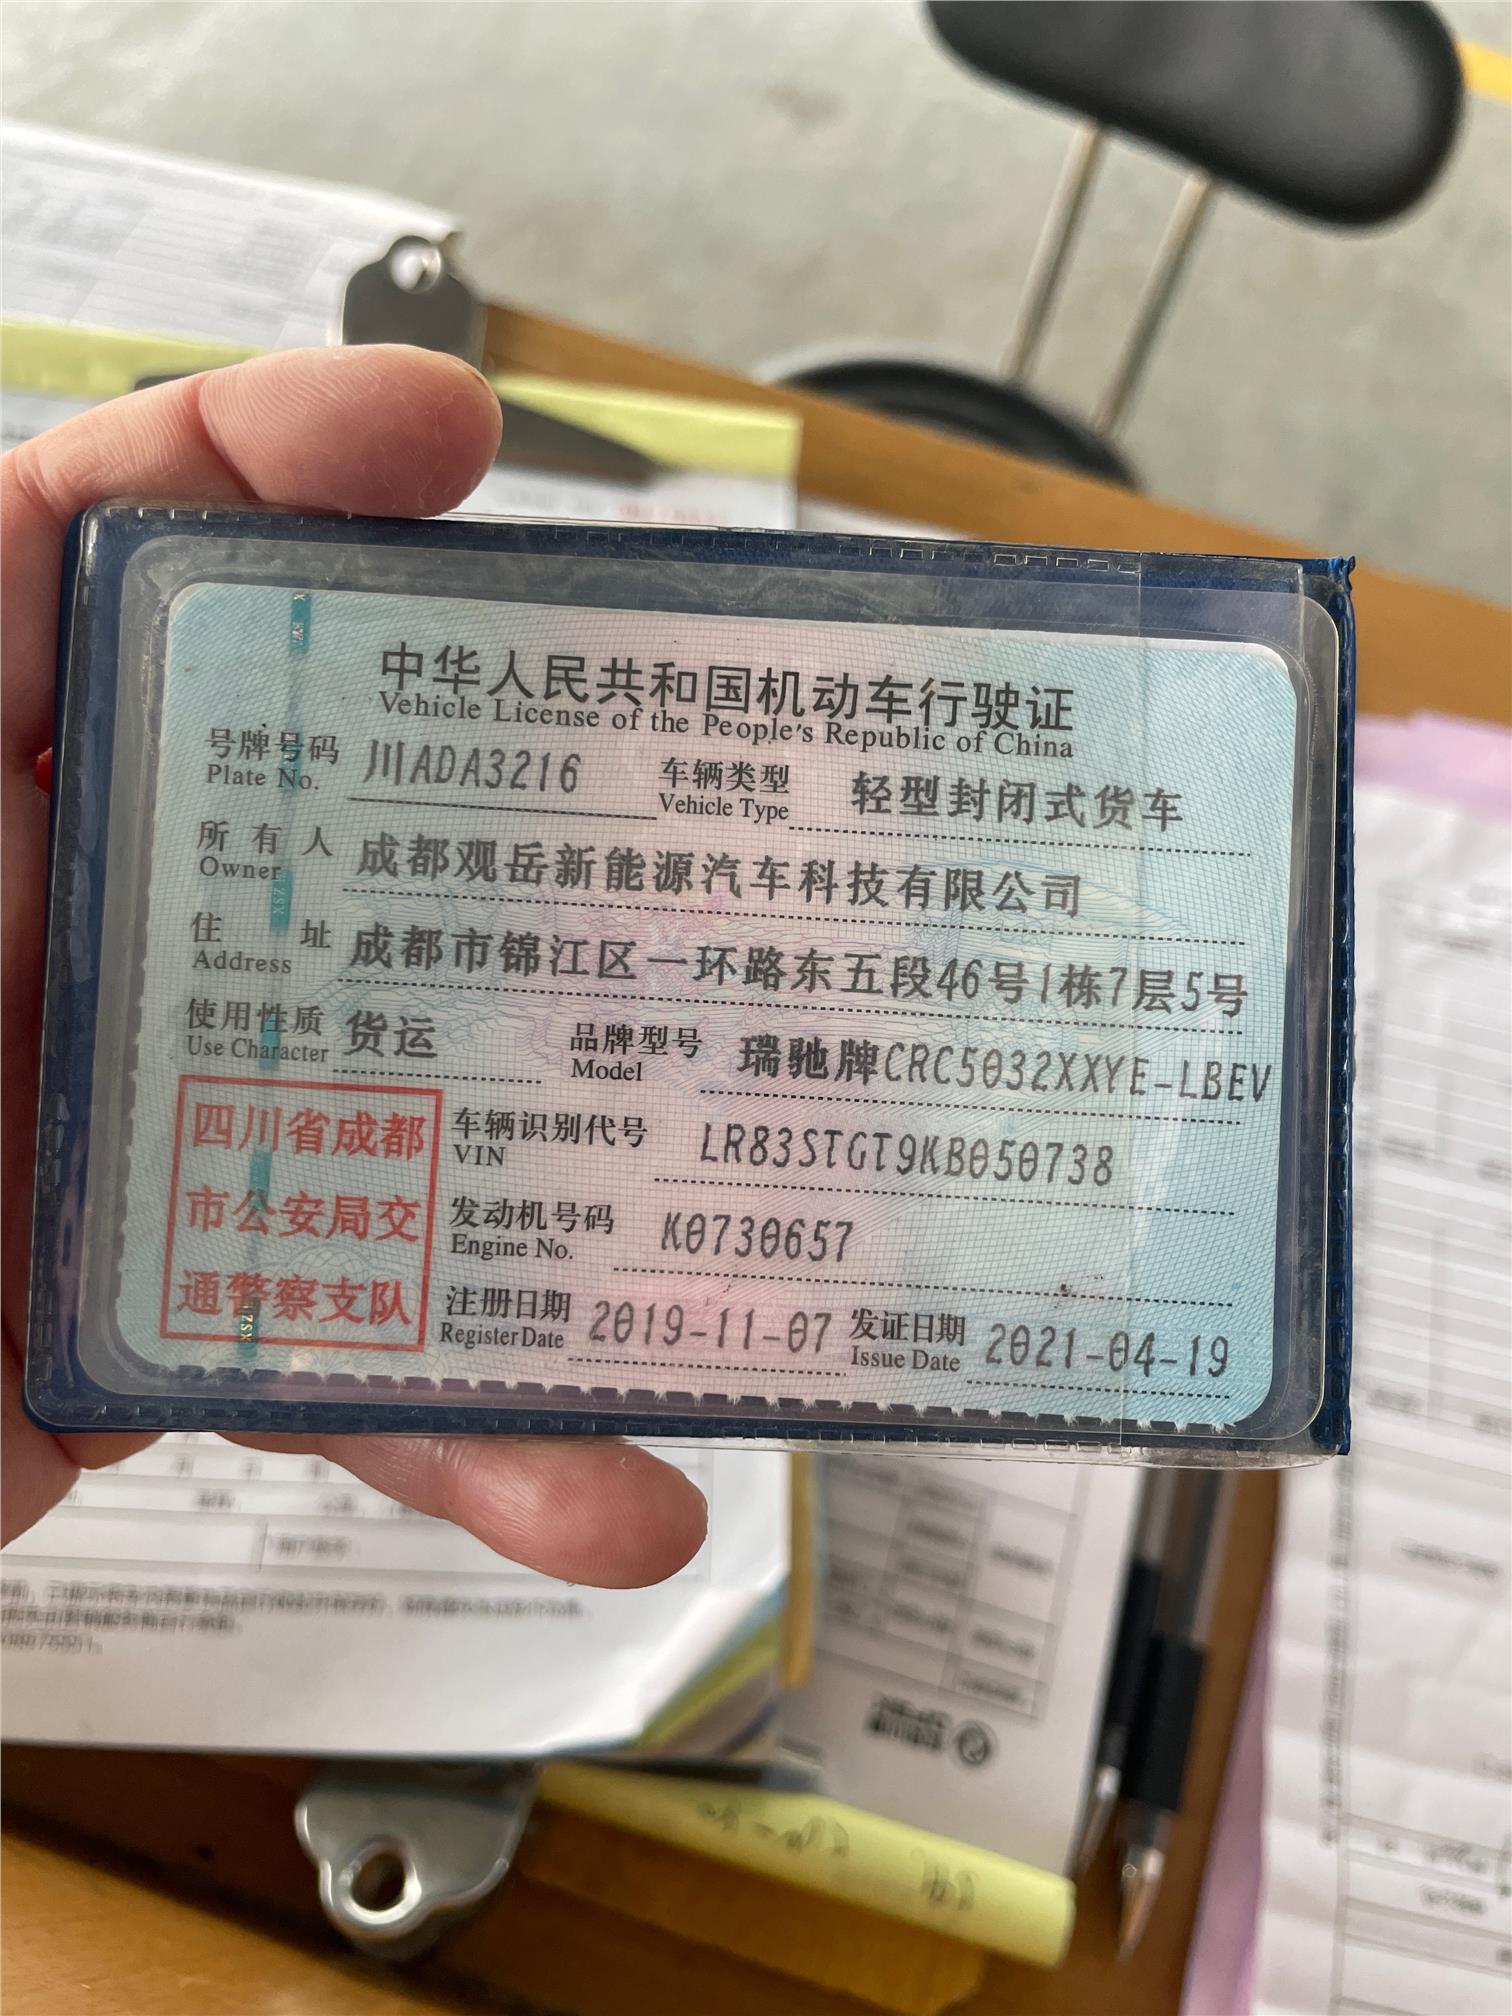 中华人民共和国机动车行驶证
Vehicle License of the People's Republic of China
号牌号码 川ADA3216 车辆类型 轻型封闭式货车
Plate No. Vehicle Type
所有人 成都观岳新能源汽车科技有限公司
Owner
住址 成都市锦江区一环路东五段46号1栋7层5号
Address
使用性质 货运 品牌型号 瑞驰牌CRC5032XXYE-LBEV
Use Character Model
四川省成都
市公安局交
通警察支队
车辆识别代号 LR83STGT9KB050738
VIN
发动机号码 K0730657
Engine No.
注册日期 2019-11-07 发证日期 2021-04-19
Register Date Issue Date